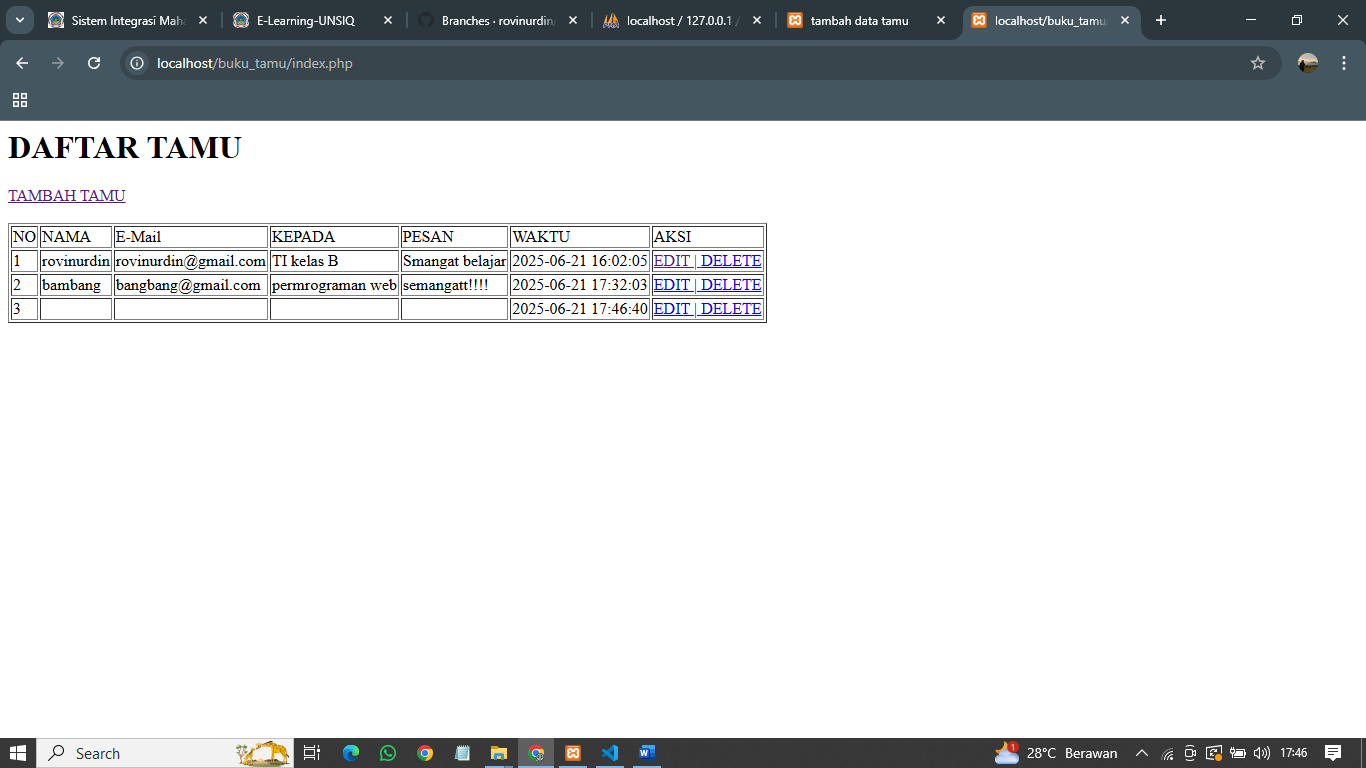 Sistem Integrasi Maha
E-Learning-UNSIQ
Branches · rovinurdin/
localhost / 127.0.0.1 /
tambah data tamu
localhost/buku_tamu/
localhost/buku_tamu/index.php
DAFTAR TAMU
TAMBAH TAMU
NO NAMA E-Mail KEPADA PESAN WAKTU AKSI
1 rovinurdin rovinurdin@gmail.com TI kelas B Smangat belajar 2025-06-21 16:02:05 EDIT | DELETE
2 bambang bangbang@gmail.com permrograman web semangatt!!!! 2025-06-21 17:32:03 EDIT | DELETE
3 2025-06-21 17:46:40 EDIT | DELETE
Search
1
28°C Berawan
17:46